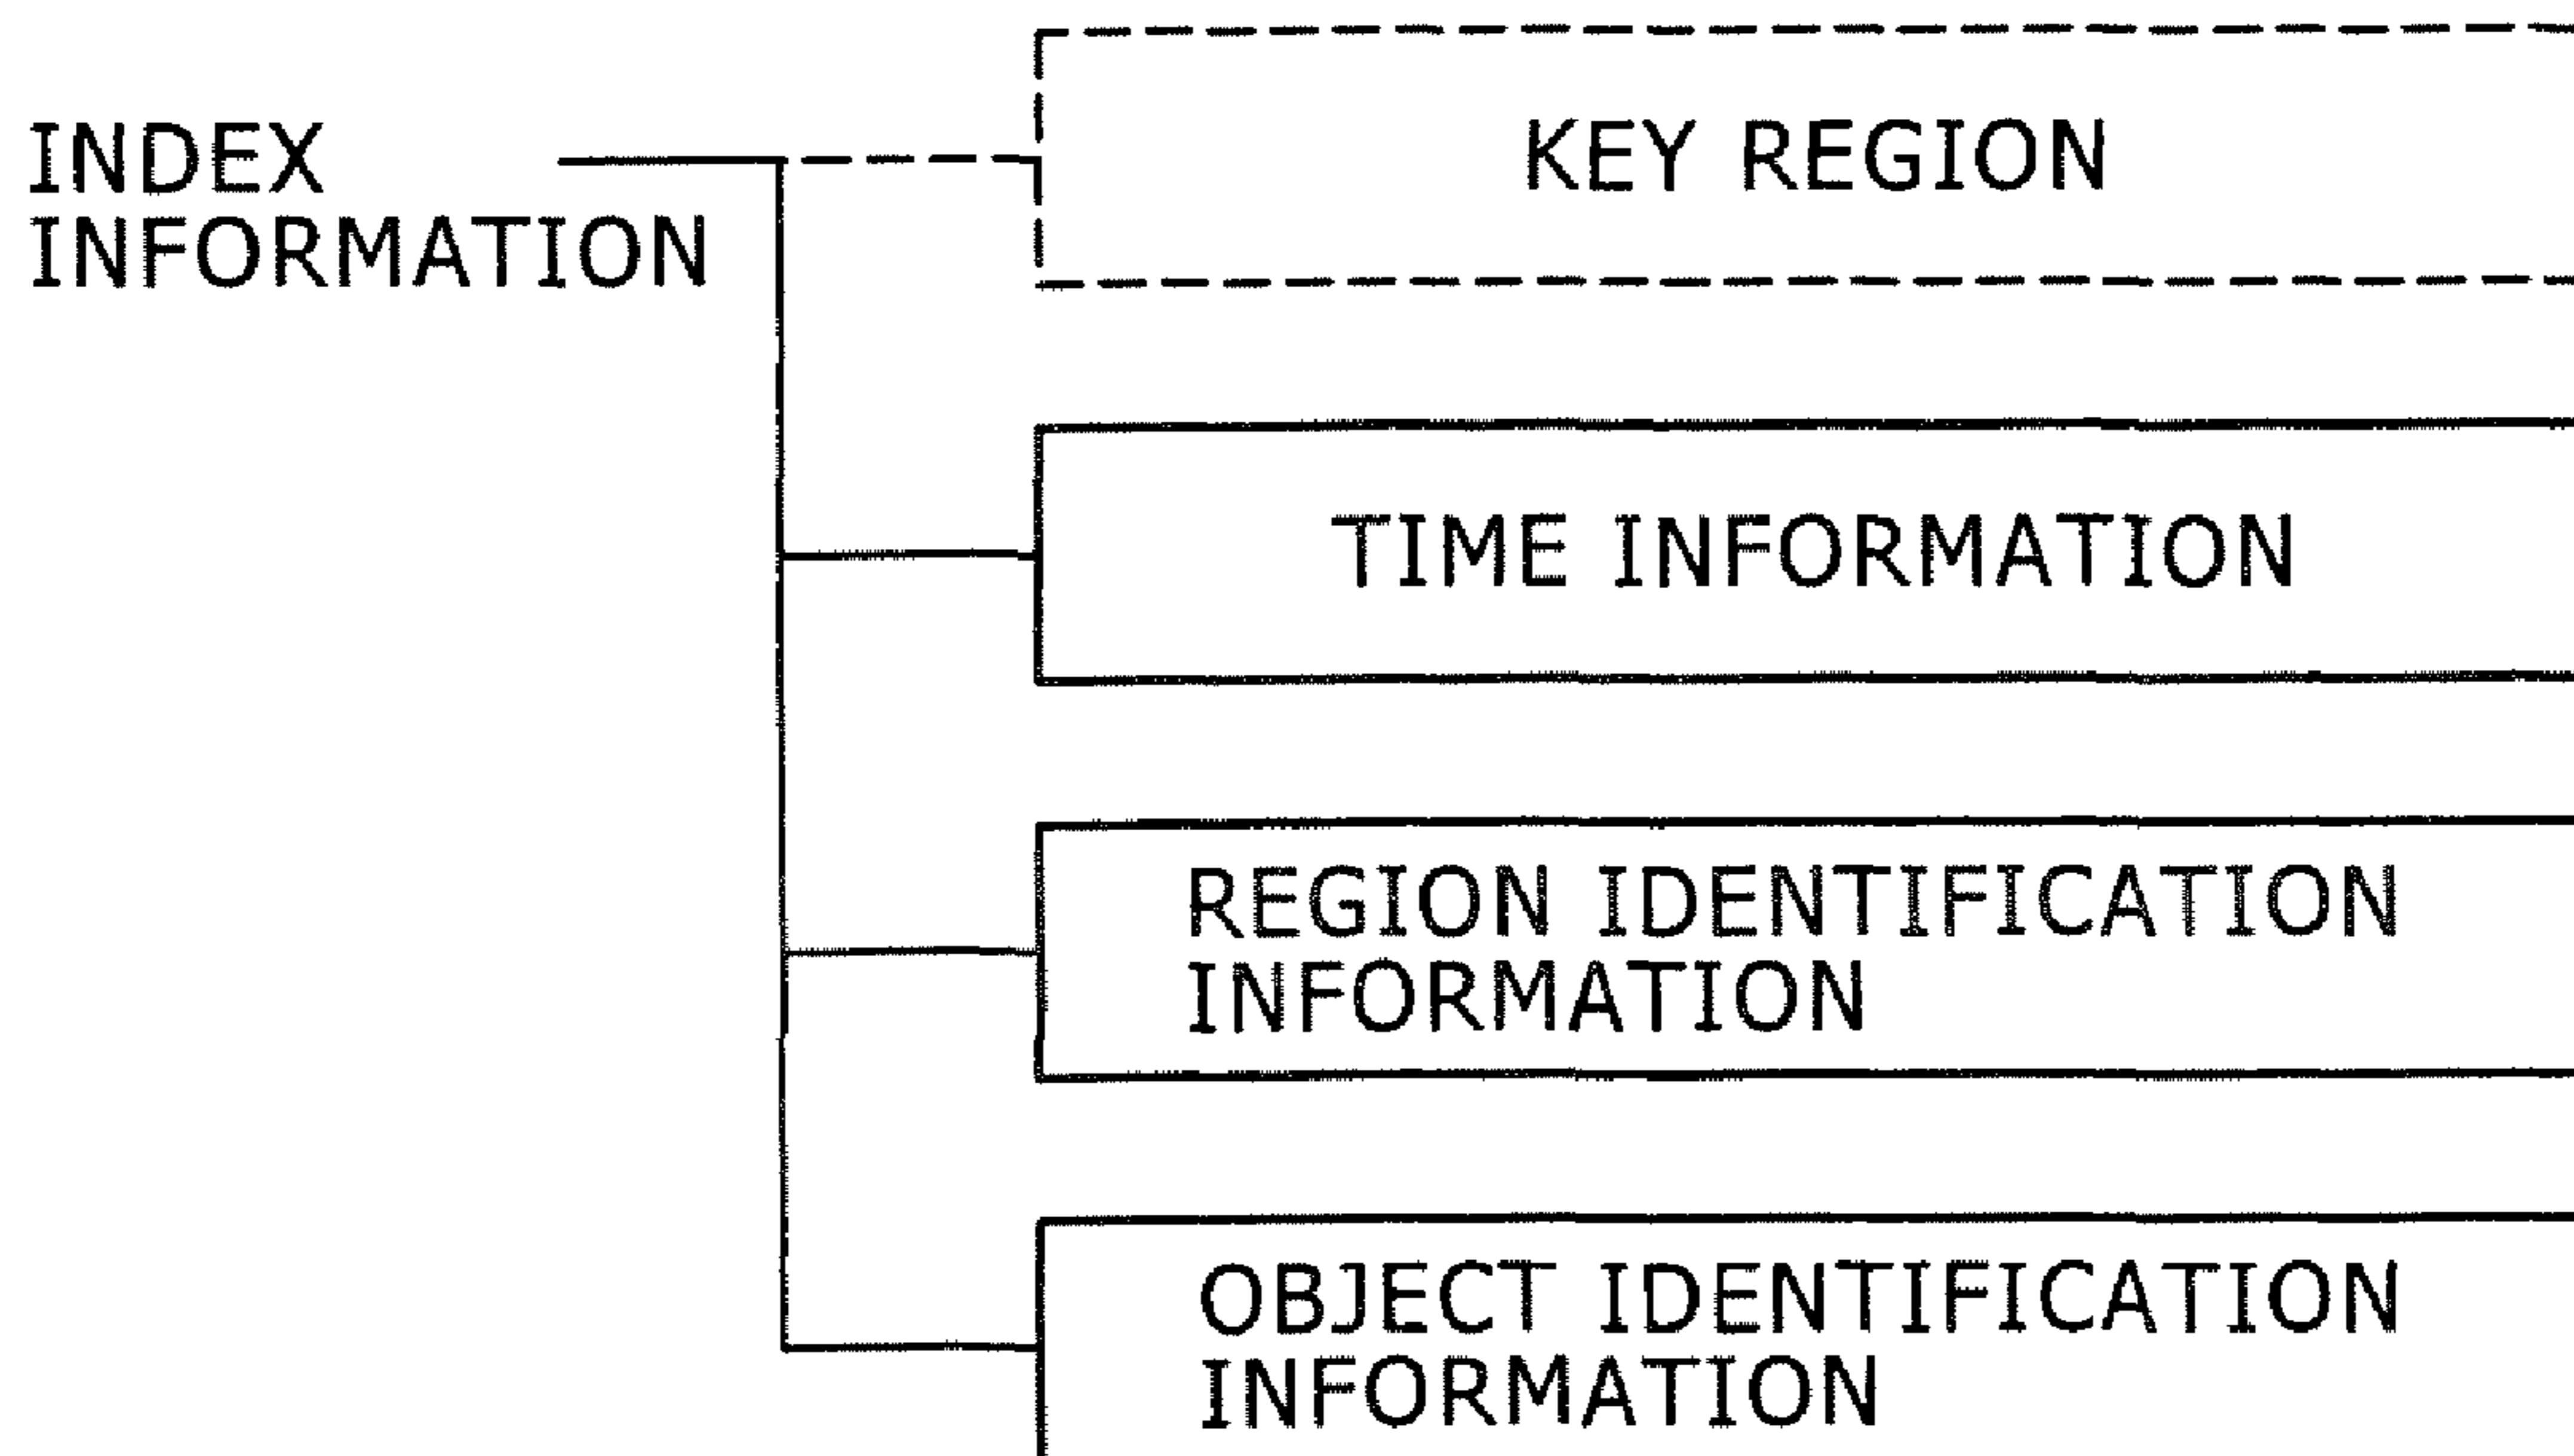 INDEX
INFORMATION
KEY REGION
TIME INFORMATION
REGION IDENTIFICATION
INFORMATION
OBJECT IDENTIFICATION
INFORMATION